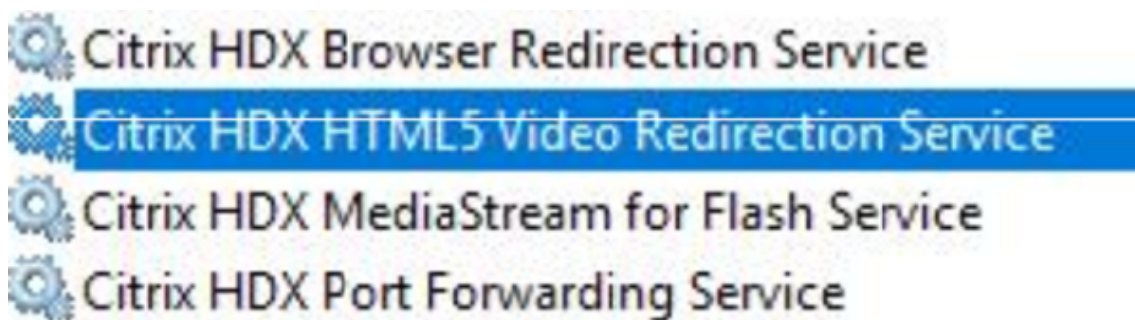 Citrix HDX Browser Redirection Service
Citrix HDX HTML5 Video Redirection Service
Citrix HDX MediaStream for Flash Service
Citrix HDX Port Forwarding Service